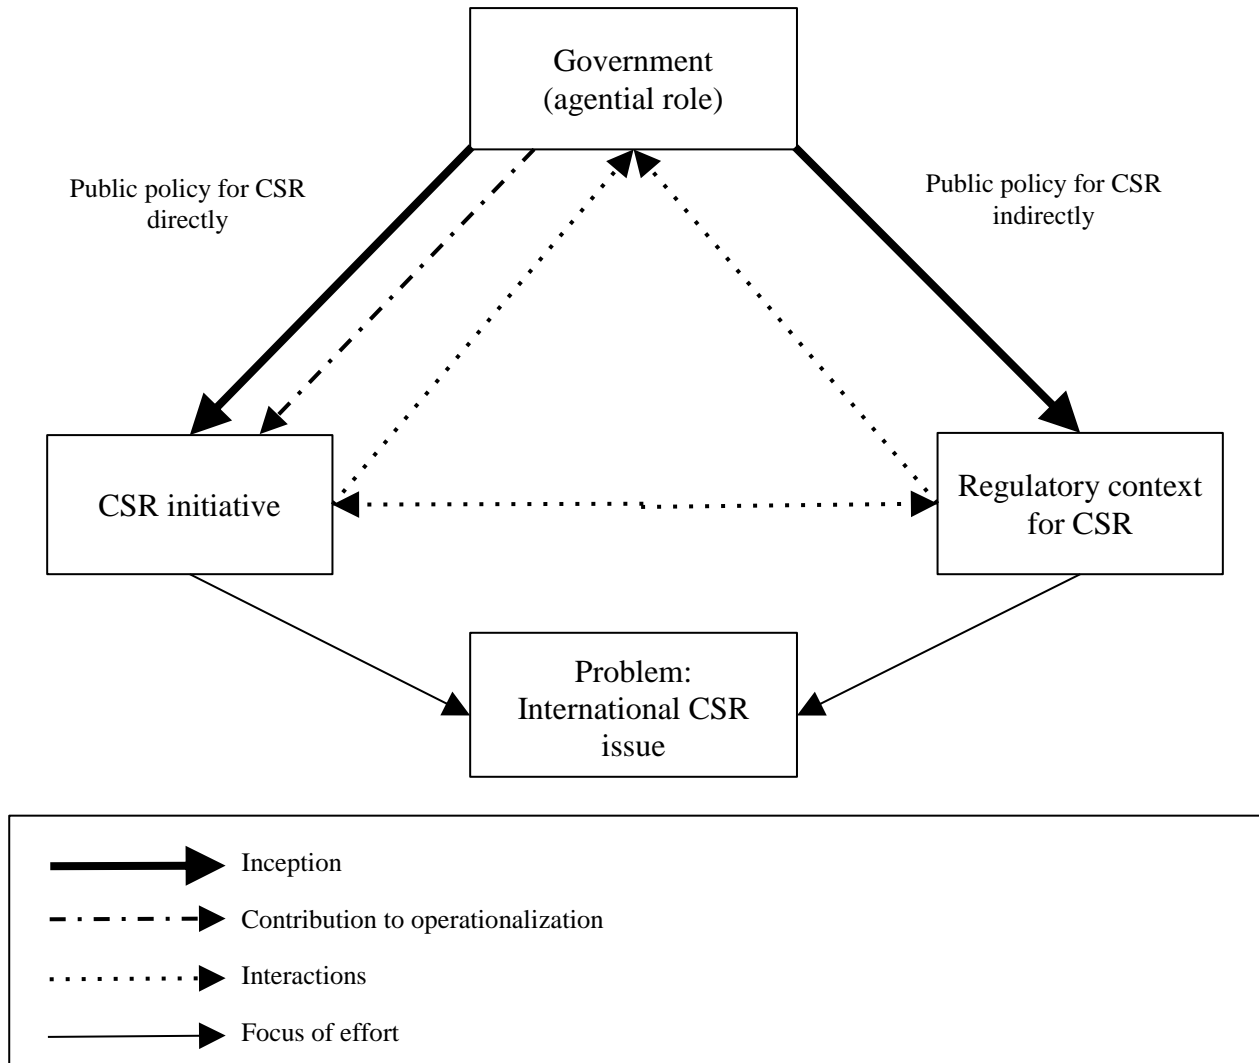 Government
(agential role)
Public policy for CSR
directly
Public policy for CSR
indirectly
CSR initiative
Regulatory context
for CSR
Problem:
International CSR
issue
Inception
Contribution to operationalization
Interactions
Focus of effort